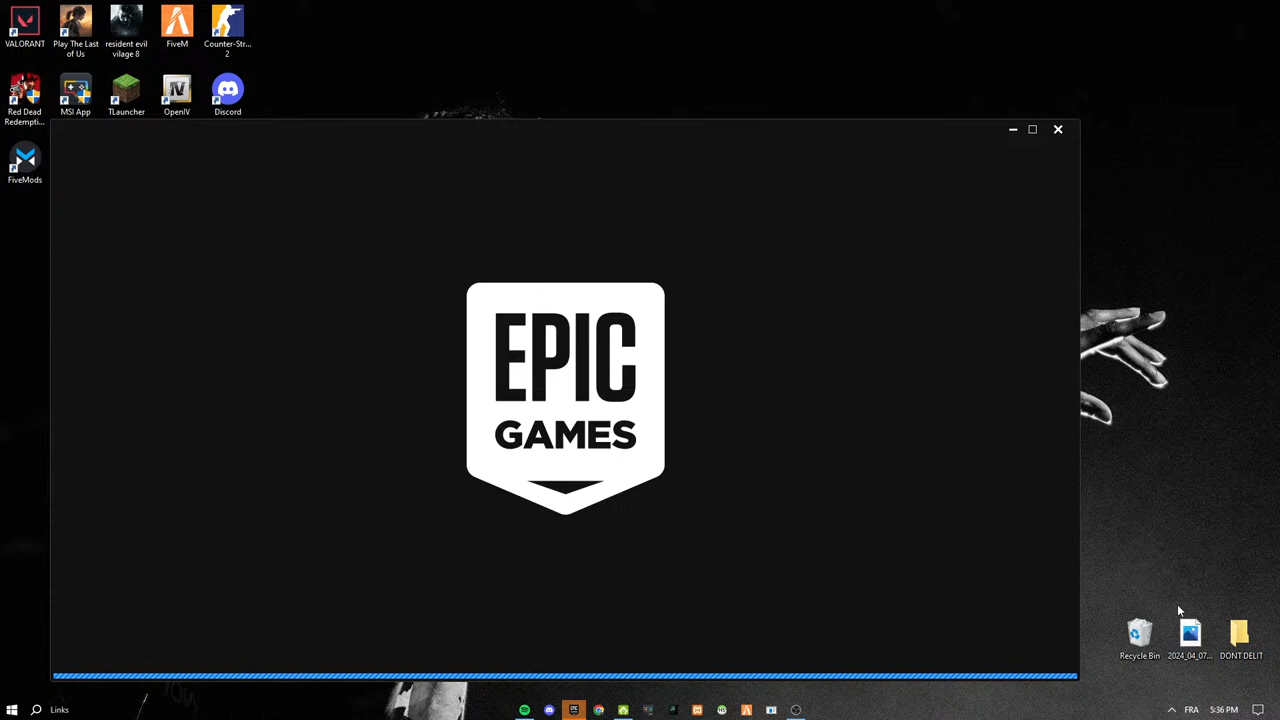 VALORANT
Play The Last
of Us
resident evil
vilage 8
FiveM
Counter-Str...
2
Red Dead
Redempti...
MSI App
TLauncher
OpenIV
Discord
FiveMods
EPIC
GAMES
Recycle Bin
2024_04_07...
DONT DELIT
Links
FRA
5:36 PM